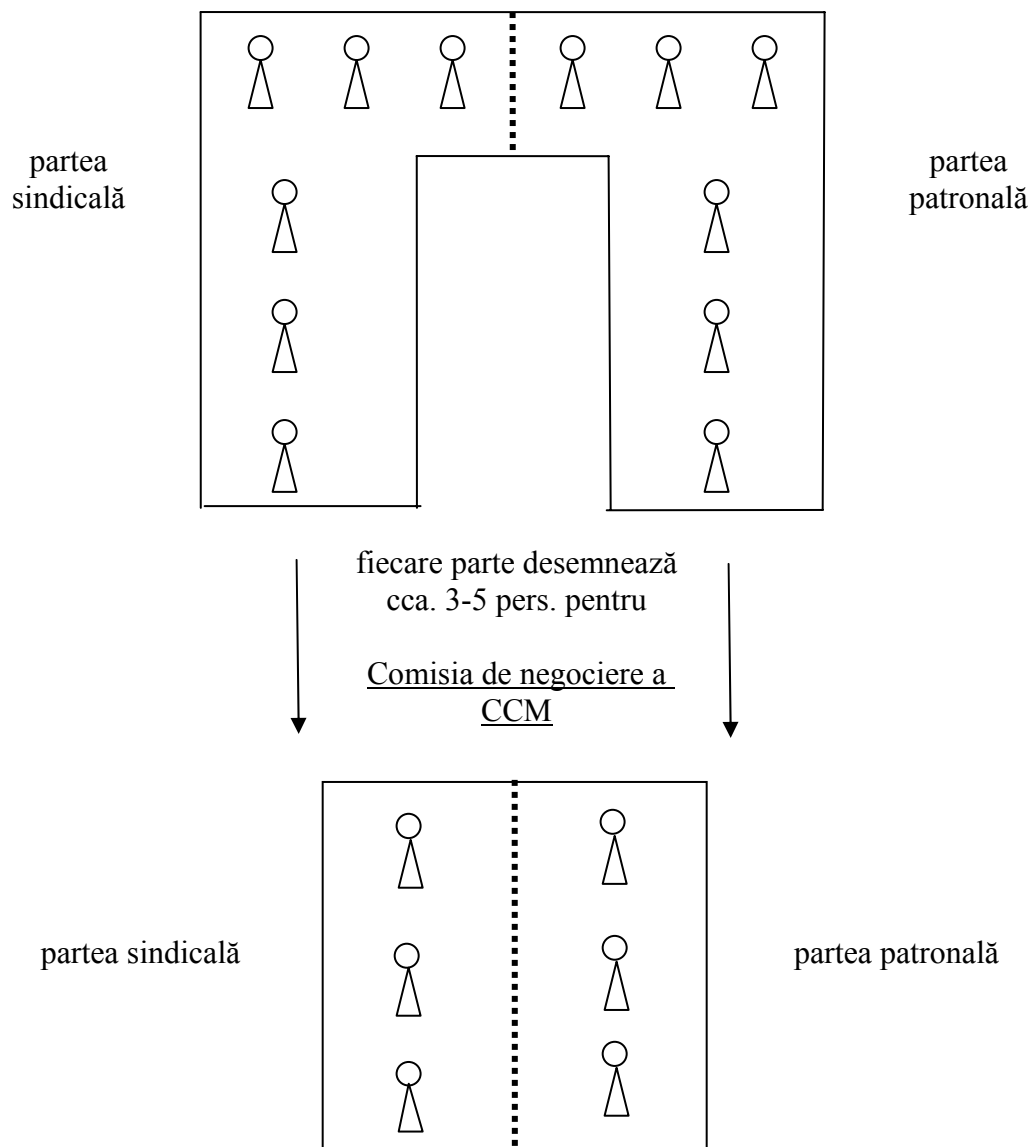 partea
sindicală
partea
patronală
fiecare parte desemnează
cca. 3-5 pers. pentru
Comisia de negociere a
CCM
partea sindicală
partea patronală